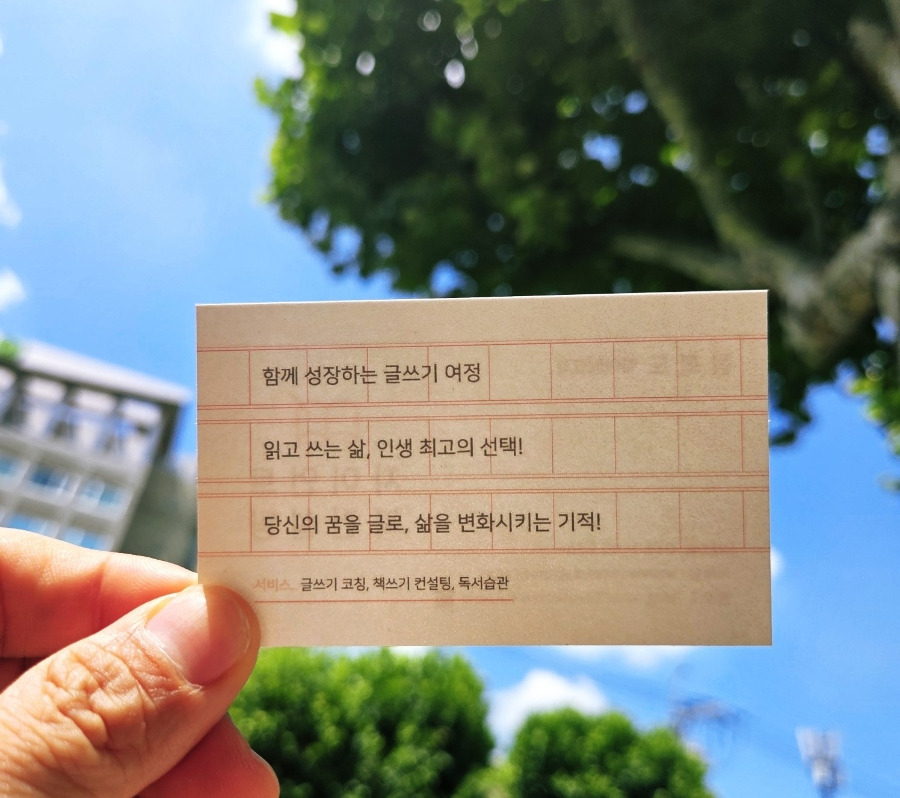 함께 성장하는 글쓰기 여정
읽고 쓰는 삶, 인생 최고의 선택!
당신의 꿈을 글로, 삶을 변화시키는 기적!
서비스 글쓰기 코칭, 책쓰기 컨설팅, 독서습관